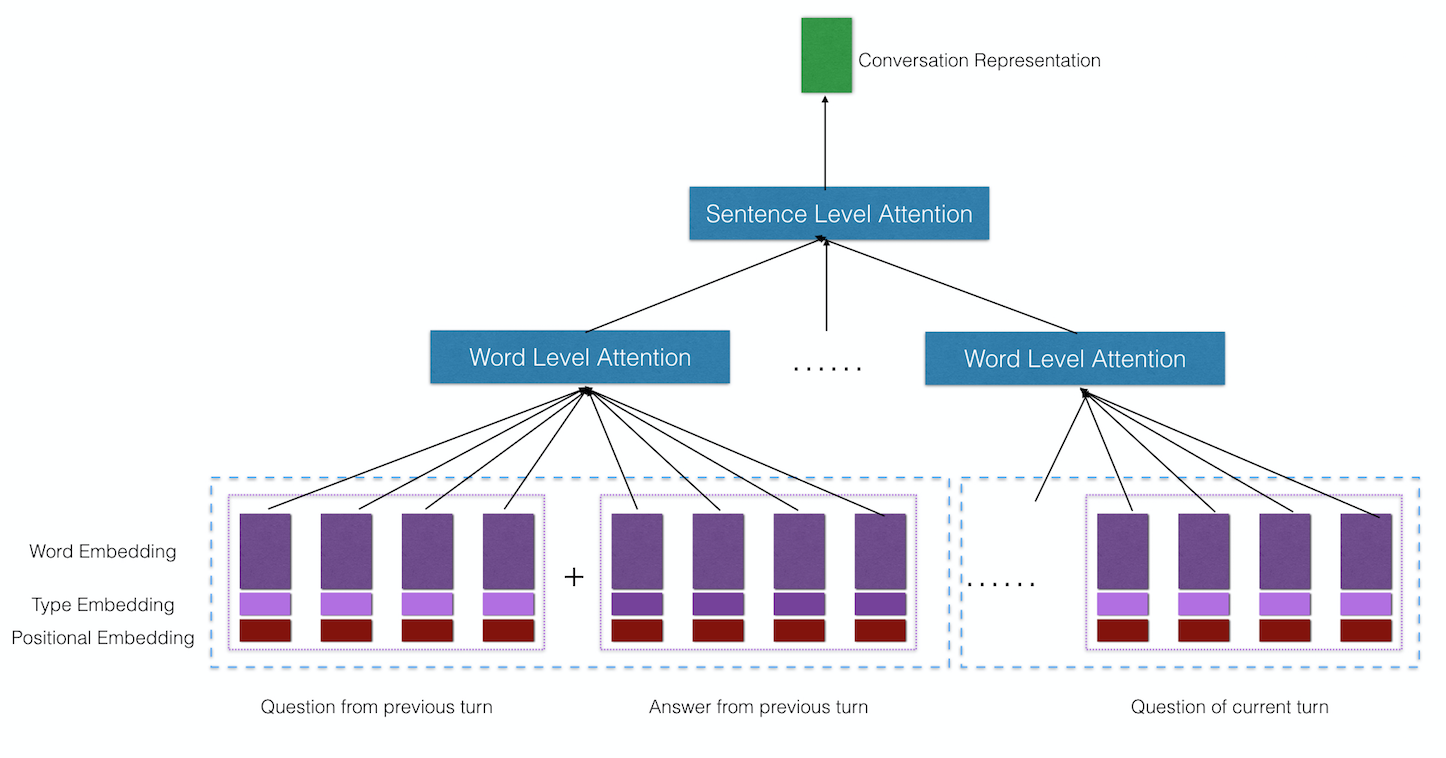 Conversation Representation
Sentence Level Attention
Word Level Attention
......
Word Level Attention
Word Embedding
Type Embedding
Positional Embedding
+
......
Question from previous turn
Answer from previous turn
Question of current turn